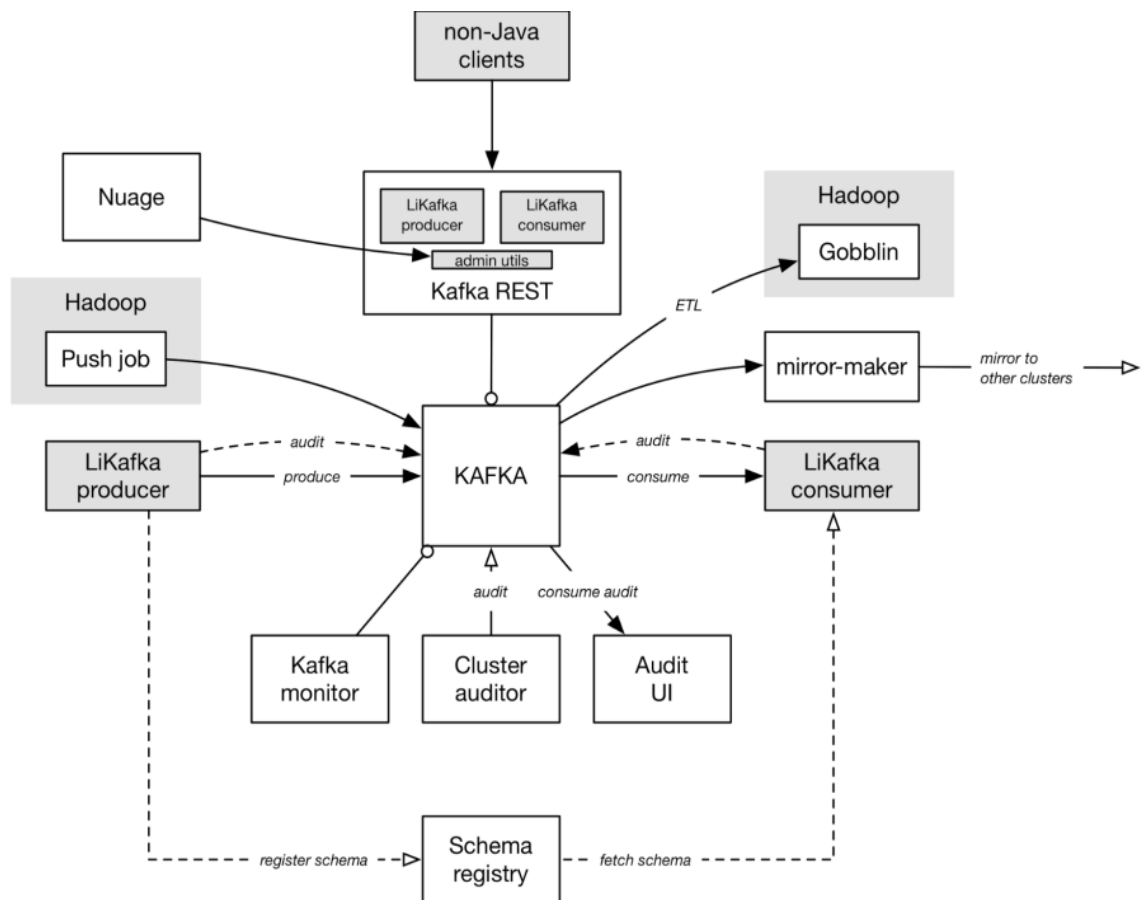 non-Java
clients
Nuage
LiKafka
producer
LiKafka
consumer
admin utils
Kafka REST
Hadoop
Gobblin
Hadoop
Push job
ETL
mirror-maker
mirror to
other clusters
LiKafka
producer
audit
produce
KAFKA
audit
consume
LiKafka
consumer
audit
consume audit
Kafka
monitor
Cluster
auditor
Audit
UI
register schema
Schema
registry
fetch schema